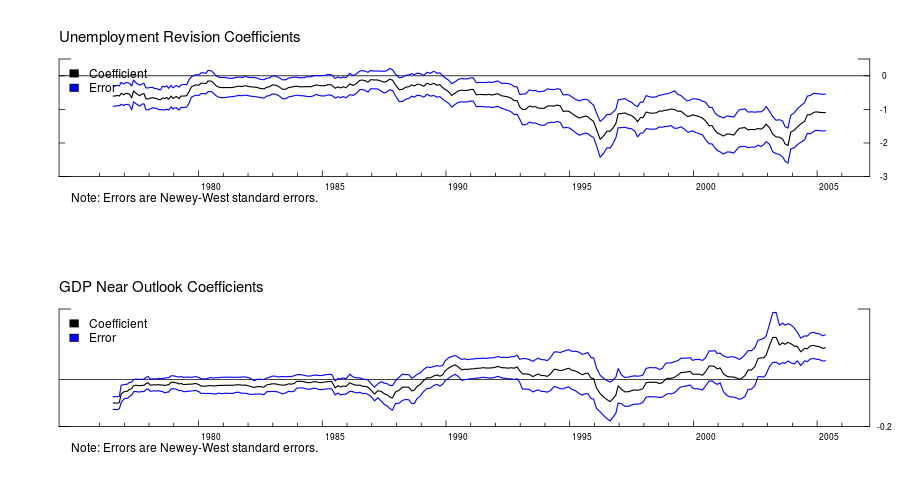 Unemployment Revision Coefficients
Coefficient
Error
0
-1
-2
-3
1980 1985 1990 1995 2000 2005
Note: Errors are Newey-West standard errors.
GDP Near Outlook Coefficients
Coefficient
Error
-0.2
1980 1985 1990 1995 2000 2005
Note: Errors are Newey-West standard errors.